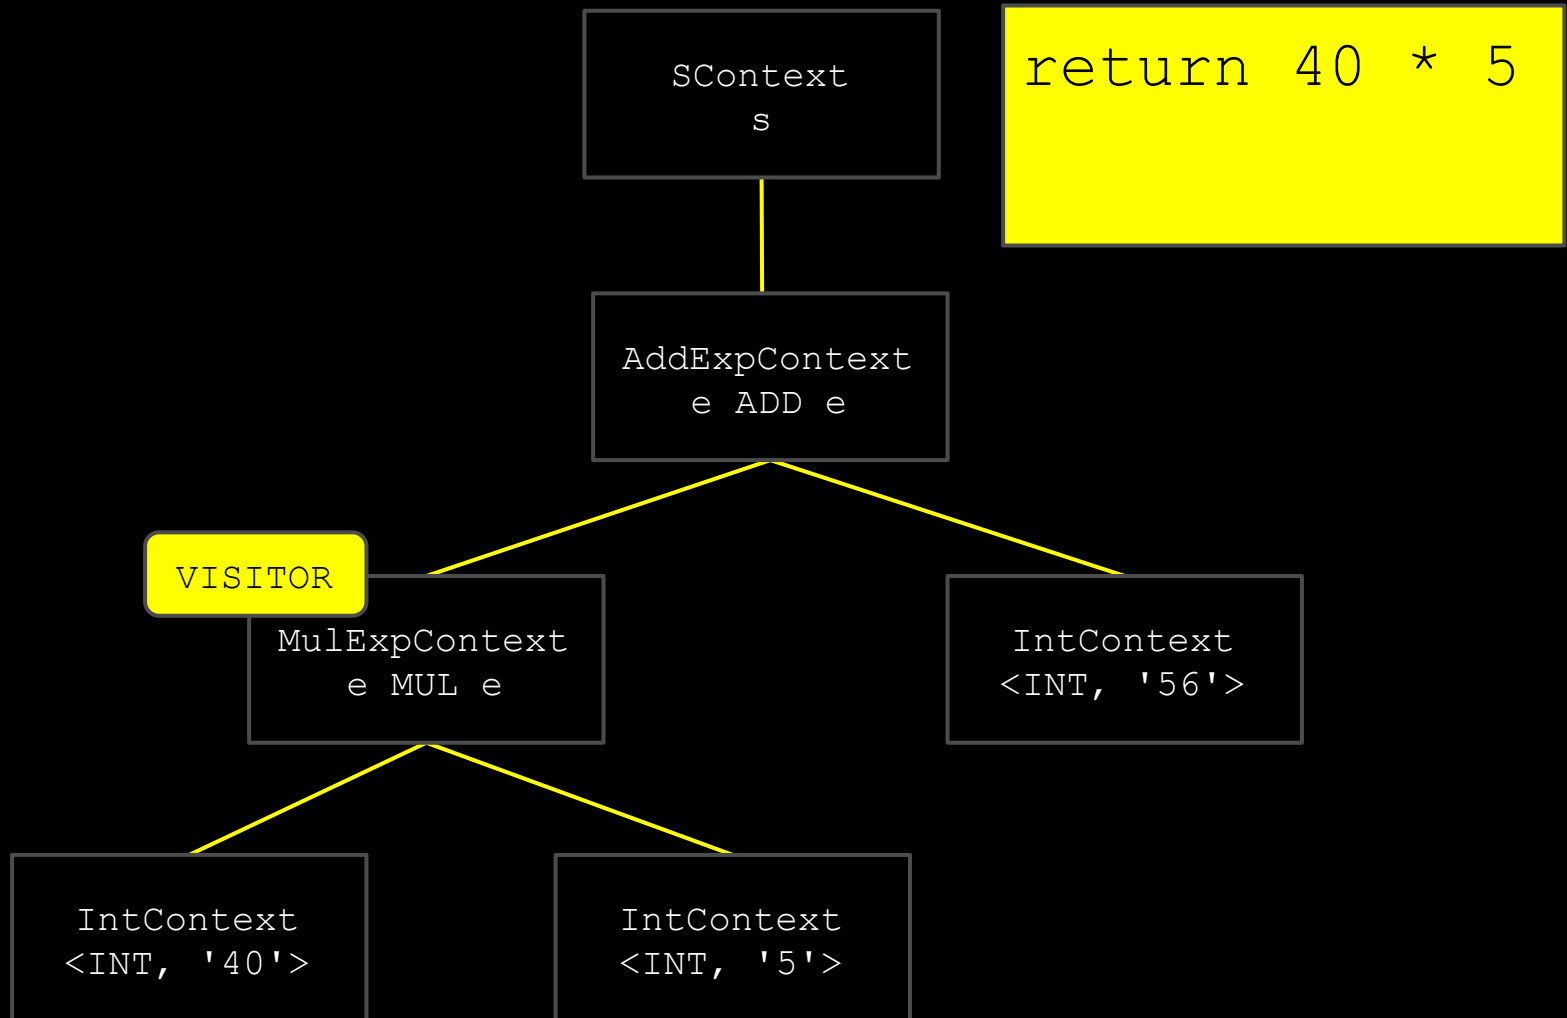 SContext
s
return 40 * 5
AddExpContext
e ADD e
VISITOR
MulExpContext
e MUL e
IntContext
<INT, '56'>
IntContext
<INT, '40'>
IntContext
<INT, '5'>